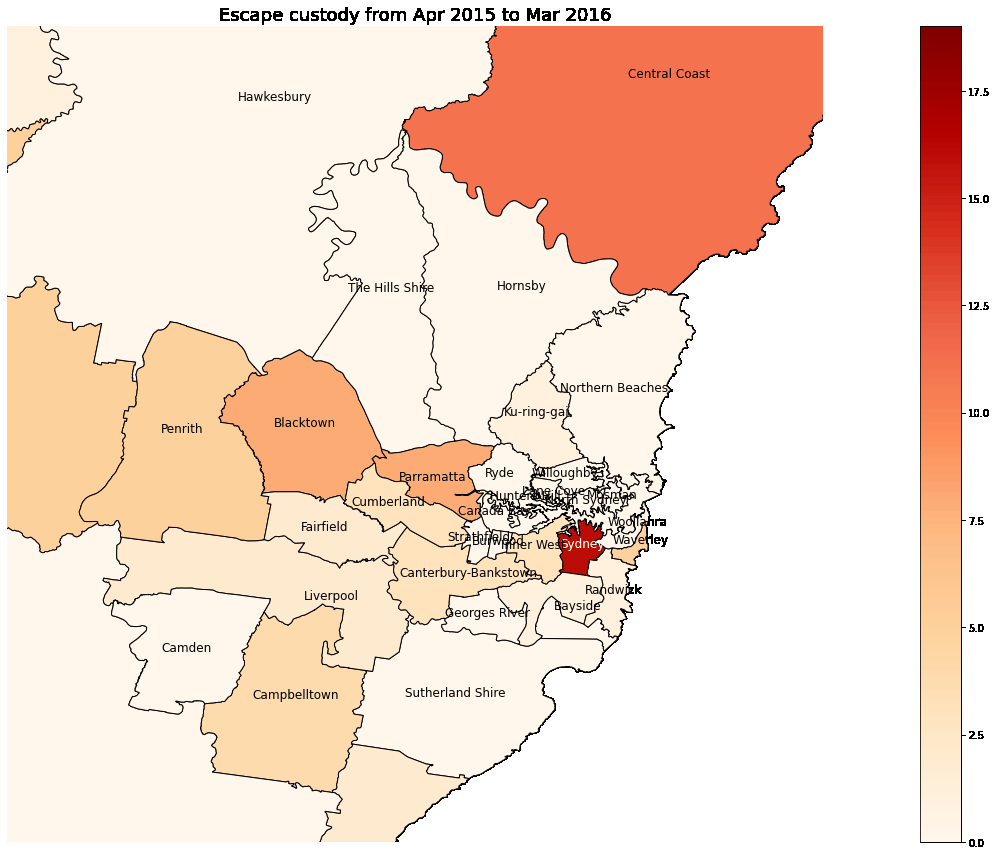 Escape custody from Apr 2015 to Mar 2016
Central Coast
Hawkesbury
17.5
15.0
The Hills Shire
Hornsby
12.5
Northern Beaches
Ku-ring-gai
10.0
Blacktown
Penrith
Parramatta
Ryde
Willoughby
Lane Cove
Mosman
Hunters Hill
North Sydney
Cumberland
Canada Bay
7.5
Fairfield
Woollahra
Strathfield
Burwood
Inner West
Sydney
Waverley
Canterbury-Bankstown
Liverpool
Randwick
Bayside
Georges River
5.0
Camden
Campbelltown
Sutherland Shire
2.5
0.0